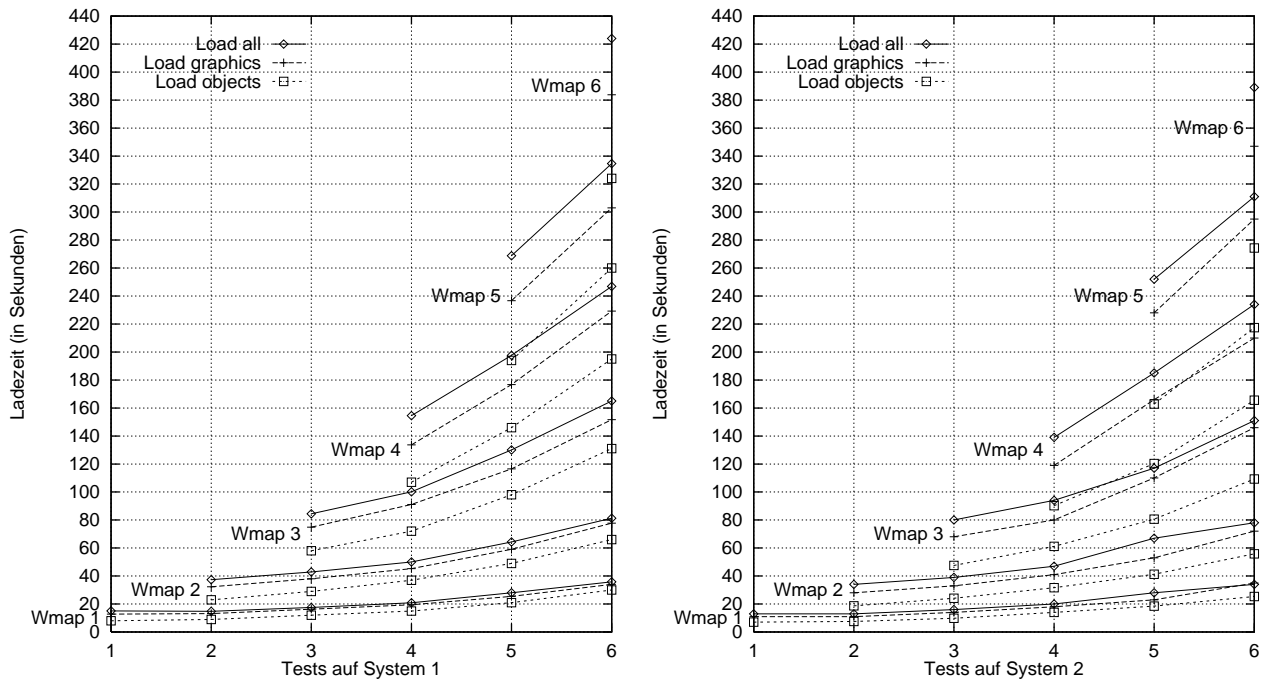 440
420
400
380
360
340
320
300
280
260
240
220
200
180
160
140
120
100
80
60
40
20
0
Ladezeit (in Sekunden)
Load all
Load graphics
Load objects
Wmap 6
Wmap 5
Wmap 4
Wmap 3
Wmap 2
Wmap 1
1 2 3 4 5 6
Tests auf System 1
440
420
400
380
360
340
320
300
280
260
240
220
200
180
160
140
120
100
80
60
40
20
0
Ladezeit (in Sekunden)
Load all
Load graphics
Load objects
Wmap 6
Wmap 5
Wmap 4
Wmap 3
Wmap 2
Wmap 1
1 2 3 4 5 6
Tests auf System 2